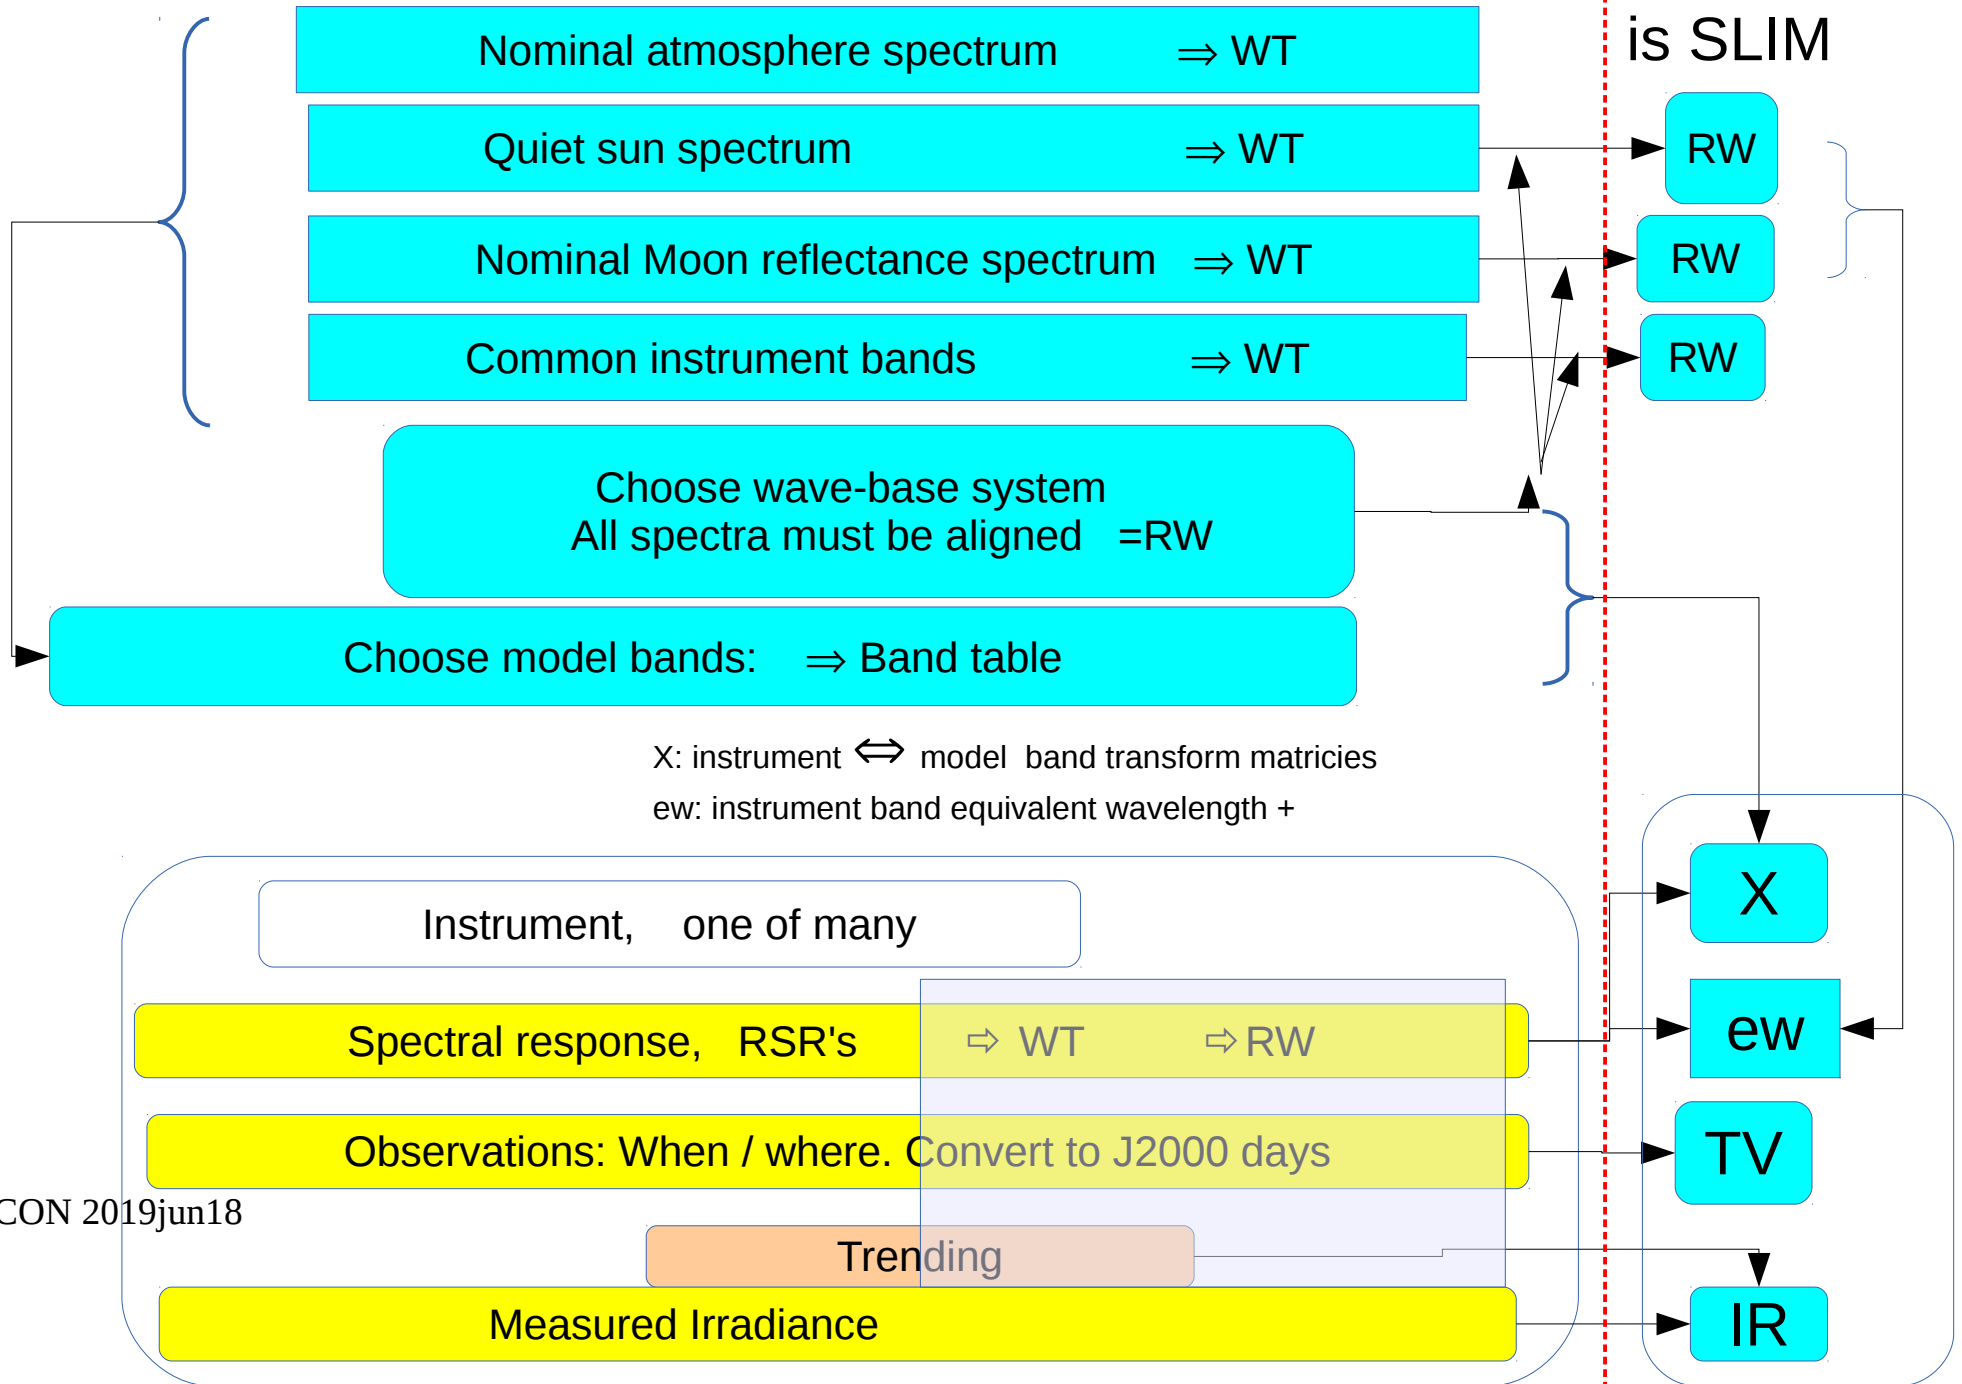 is SLIM
Nominal atmosphere spectrum ⇒ WT
Quiet sun spectrum ⇒ WT
RW
Nominal Moon reflectance spectrum ⇒ WT
RW
Common instrument bands ⇒ WT
RW
Choose wave-base system
All spectra must be aligned =RW
Choose model bands: ⇒ Band table
X: instrument ⇔ model band transform matricies
ew: instrument band equivalent wavelength +
X
Instrument, one of many
Spectral response, RSR's ⇨ WT ⇨ RW
ew
Observations: When / where. Convert to J2000 days
TV
CON 2019jun18
Trending
Measured Irradiance
IR